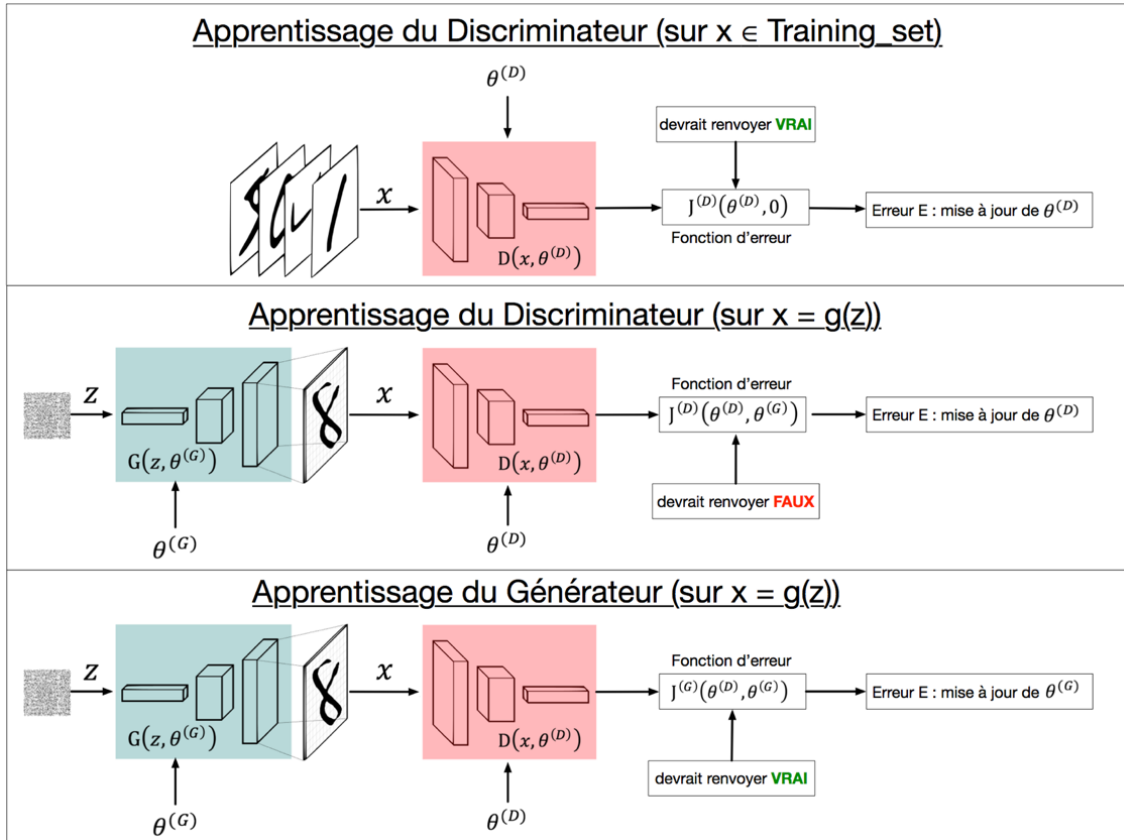 Apprentissage du Discriminateur (sur x ∈ Training_set)
θ^(D)
devrait renvoyer VRAI
x
J^(D)(θ^(D), 0)
Erreur E : mise à jour de θ^(D)
D(x, θ^(D))
Fonction d'erreur
Apprentissage du Discriminateur (sur x = g(z))
z
x
Fonction d'erreur
8
J^(D)(θ^(D), θ^(G))
Erreur E : mise à jour de θ^(D)
G(z, θ^(G))
D(x, θ^(D))
devrait renvoyer FAUX
θ^(G)
θ^(D)
Apprentissage du Générateur (sur x = g(z))
z
x
Fonction d'erreur
8
J^(G)(θ^(D), θ^(G))
Erreur E : mise à jour de θ^(G)
G(z, θ^(G))
D(x, θ^(D))
devrait renvoyer VRAI
θ^(G)
θ^(D)